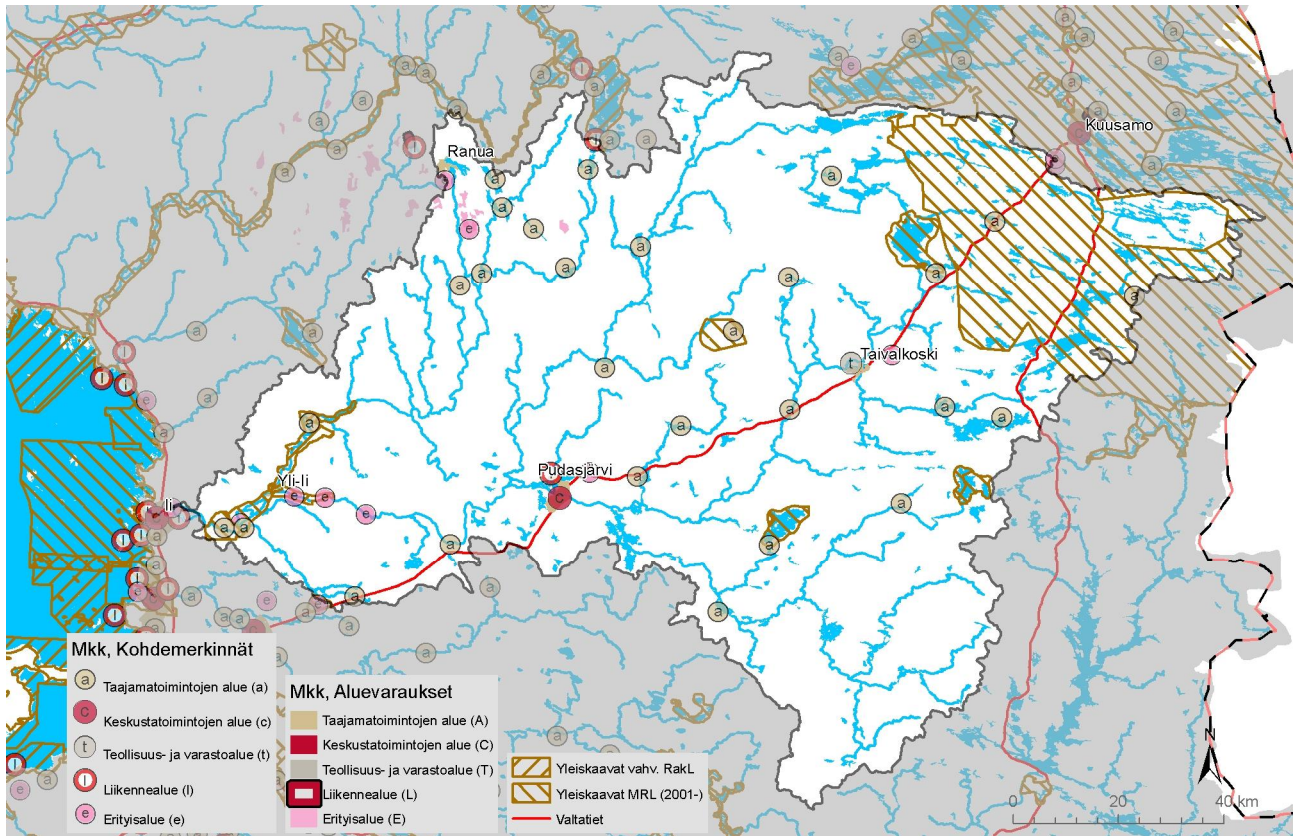 Kuusamo
Ranua
Taivalkoski
Pudasjärvi
Yli-Ii
Ii
Mkk, Kohdemerkinnät
a Taajamatoimintojen alue (a)
c Keskustatoimintojen alue (c)
t Teollisuus- ja varastoalue (t)
l Liikennealue (l)
e Erityisalue (e)
Mkk, Aluevaraukset
Taajamatoimintojen alue (A)
Keskustatoimintojen alue (C)
Teollisuus- ja varastoalue (T)
Liikennealue (L)
Erityisalue (E)
Yleiskaavat vahv. RakL
Yleiskaavat MRL (2001-)
Valtatiet
N
0 20 40 km